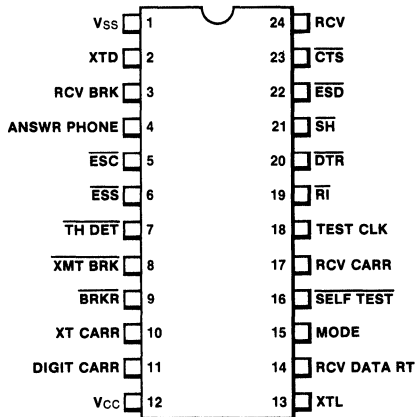 VSS 1 24 RCV
XTD 2 23 CTS
RCV BRK 3 22 ESD
ANSWR PHONE 4 21 SH
ESC 5 20 DTR
ESS 6 19 RI
TH DET 7 18 TEST CLK
XMT BRK 8 17 RCV CARR
BRKR 9 16 SELF TEST
XT CARR 10 15 MODE
DIGIT CARR 11 14 RCV DATA RT
VCC 12 13 XTL